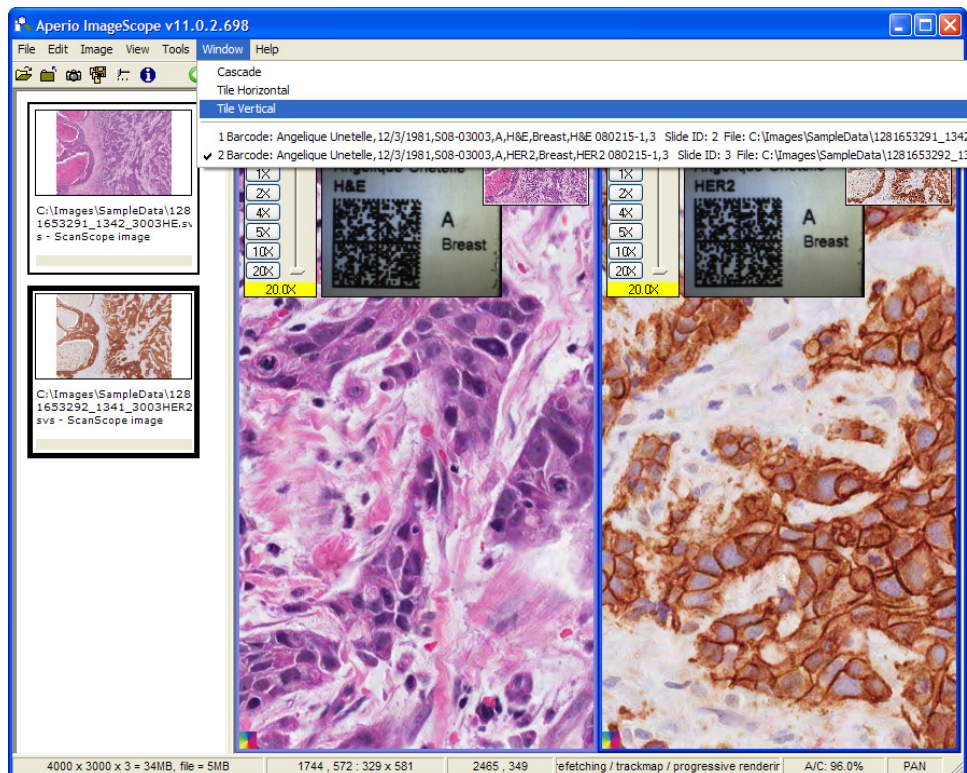 Aperio ImageScope v11.0.2.698
File Edit Image View Tools Window Help
Cascade
Tile Horizontal
Tile Vertical
1 Barcode: Angelique Unetelle,12/3/1981,S08-03003,A,H&E,Breast,H&E 080215-1,3 Slide ID: 2 File: C:\Images\SampleData\1281653291_1342
✔ 2 Barcode: Angelique Unetelle,12/3/1981,S08-03003,A,HER2,Breast,HER2 080215-1,3 Slide ID: 3 File: C:\Images\SampleData\1281653292_13
C:\Images\SampleData\128
1653291_1342_3003HE.sv
s - ScanScope image
C:\Images\SampleData\128
1653292_1341_3003HER2
svs - ScanScope image
1X
2X
4X
5X
10X
20X
20.0X
Angelique Unetelle
H&E
A
Breast
1X
2X
4X
5X
10X
20X
20.0X
HER2
A
Breast
4000 x 3000 x 3 = 34MB, file = 5MB
1744 , 572 : 329 x 581
2465 , 349
efetching / trackmap / progressive renderir
A/C: 96.0%
PAN